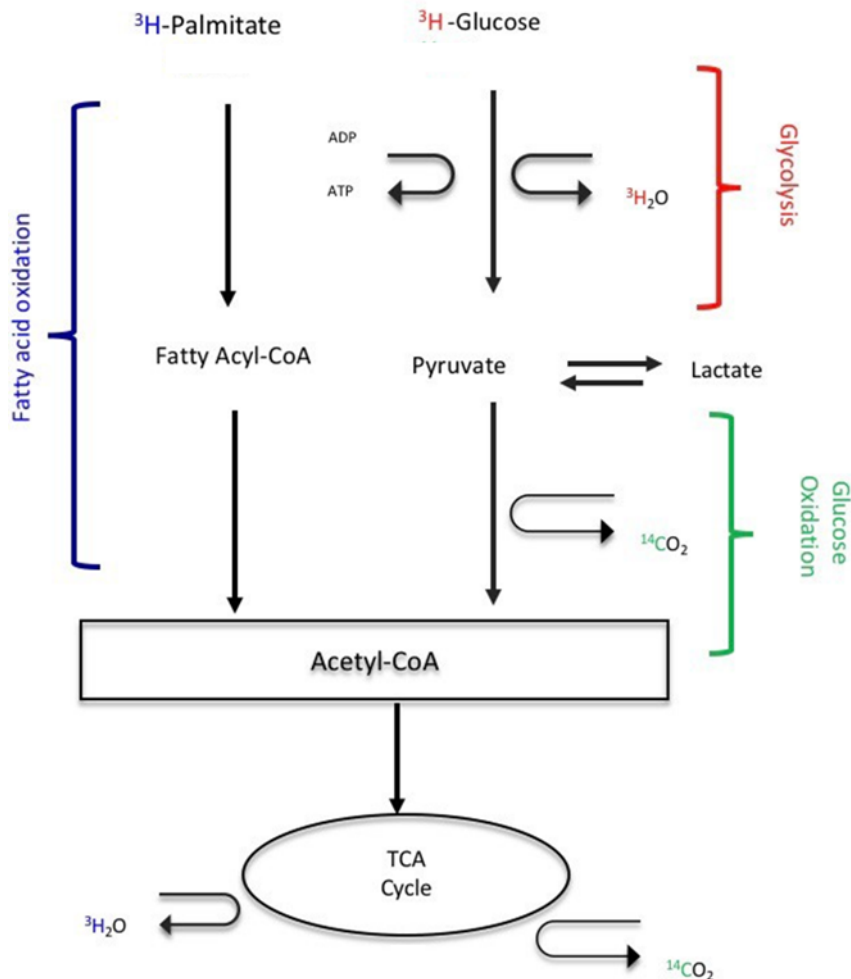 ³H-Palmitate
³H -Glucose
ADP
ATP
³H₂O
Glycolysis
Fatty acid oxidation
Fatty Acyl-CoA
Pyruvate
Lactate
¹⁴CO₂
Glucose
Oxidation
Acetyl-CoA
TCA
Cycle
³H₂O
¹⁴CO₂